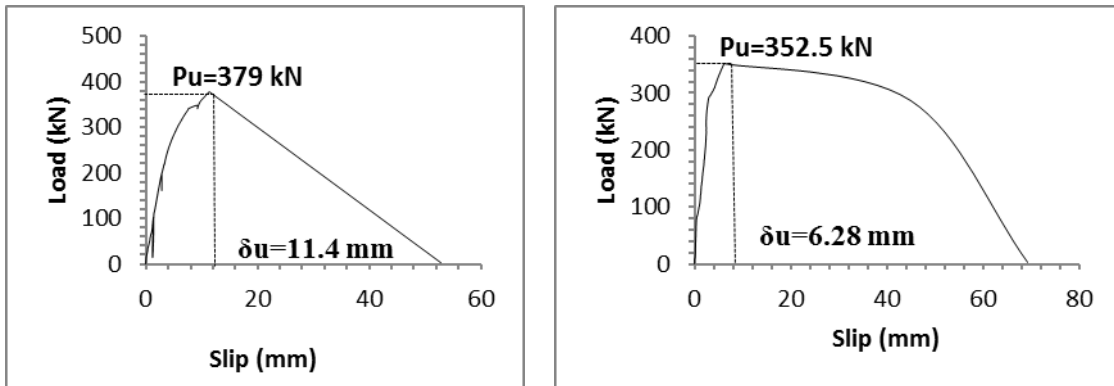 500
400
300
200
100
0
Load (kN)
Pu=379 kN
δu=11.4 mm
0 20 40 60
Slip (mm)
400
300
200
100
0
Load (kN)
Pu=352.5 kN
δu=6.28 mm
0 20 40 60 80
Slip (mm)